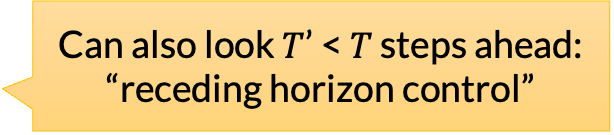 Can also look T’ < T steps ahead:
“receding horizon control”